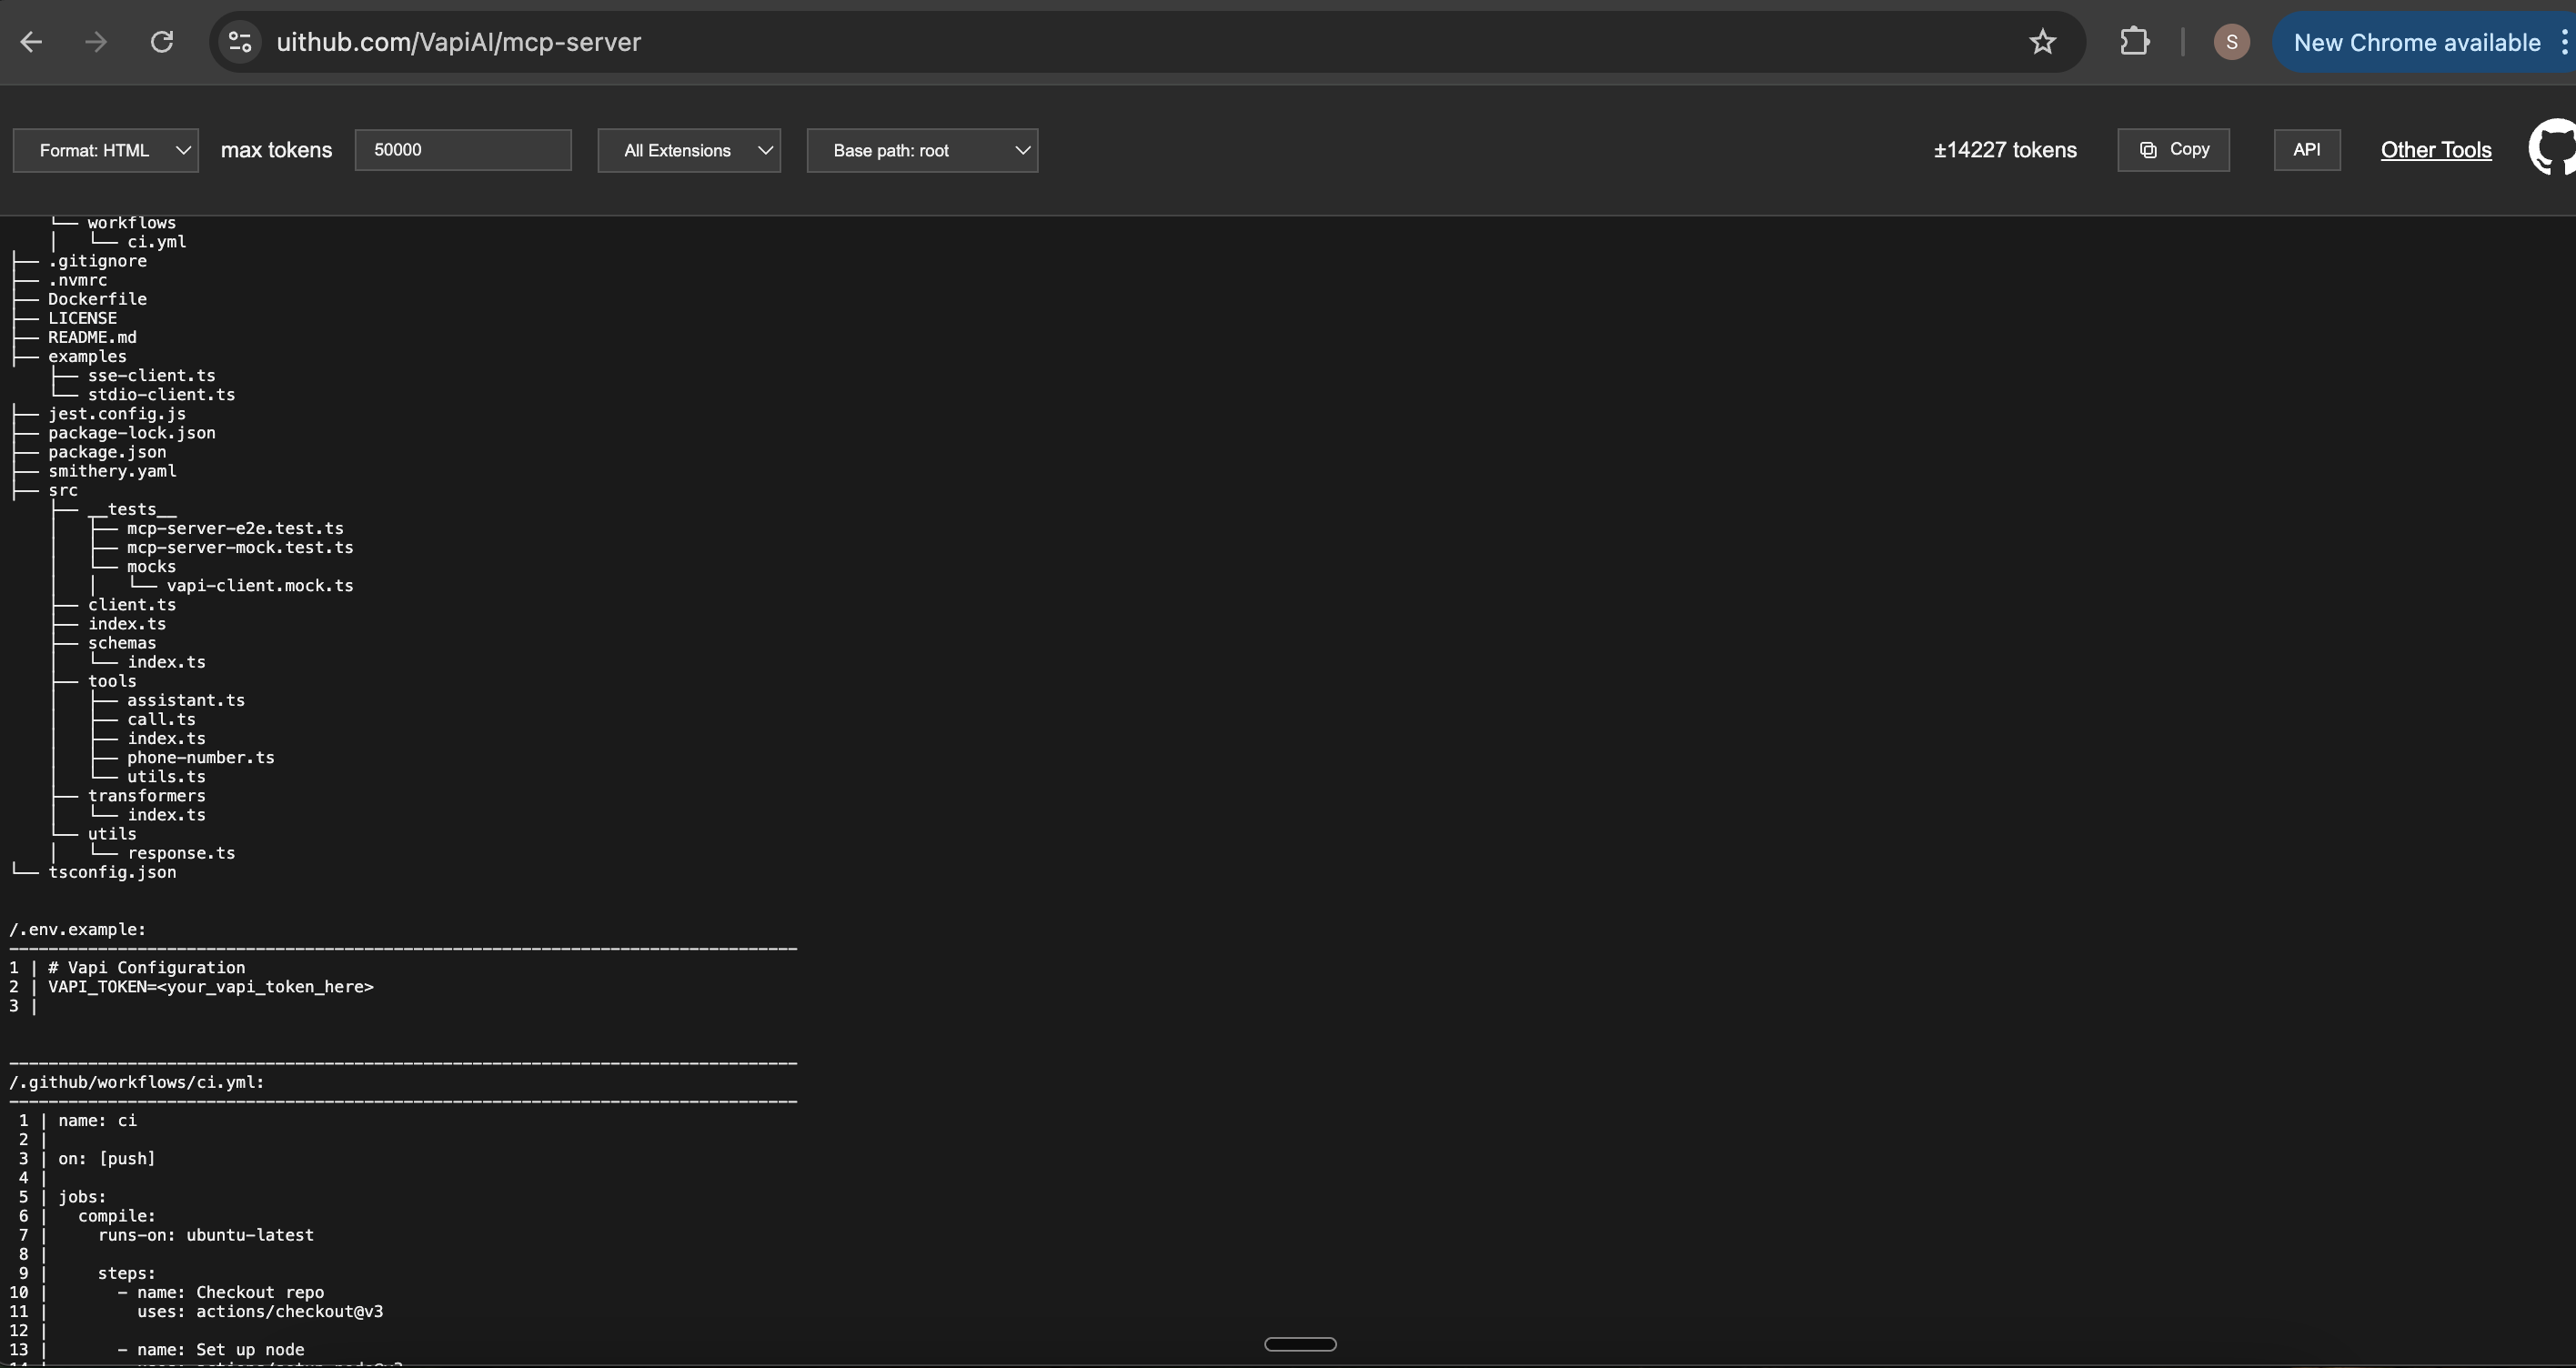 uithub.com/VapiAI/mcp-server
S
New Chrome available
Format: HTML
max tokens
50000
All Extensions
Base path: root
±14227 tokens
Copy
API
Other Tools
    └── workflows
    │   └── ci.yml
├── .gitignore
├── .nvmrc
├── Dockerfile
├── LICENSE
├── README.md
├── examples
    ├── sse-client.ts
    └── stdio-client.ts
├── jest.config.js
├── package-lock.json
├── package.json
├── smithery.yaml
├── src
    ├── __tests__
    │   ├── mcp-server-e2e.test.ts
    │   ├── mcp-server-mock.test.ts
    │   └── mocks
    │   │   └── vapi-client.mock.ts
    ├── client.ts
    ├── index.ts
    ├── schemas
    │   └── index.ts
    ├── tools
    │   ├── assistant.ts
    │   ├── call.ts
    │   ├── index.ts
    │   ├── phone-number.ts
    │   └── utils.ts
    ├── transformers
    │   └── index.ts
    └── utils
    │   └── response.ts
└── tsconfig.json
/.env.example:
--------------------------------------------------------------------------------
1 | # Vapi Configuration
2 | VAPI_TOKEN=<your_vapi_token_here>
3 |
--------------------------------------------------------------------------------
/.github/workflows/ci.yml:
--------------------------------------------------------------------------------
 1 | name: ci
 2 |
 3 | on: [push]
 4 |
 5 | jobs:
 6 |   compile:
 7 |     runs-on: ubuntu-latest
 8 |
 9 |     steps:
10 |       - name: Checkout repo
11 |         uses: actions/checkout@v3
12 |
13 |       - name: Set up node